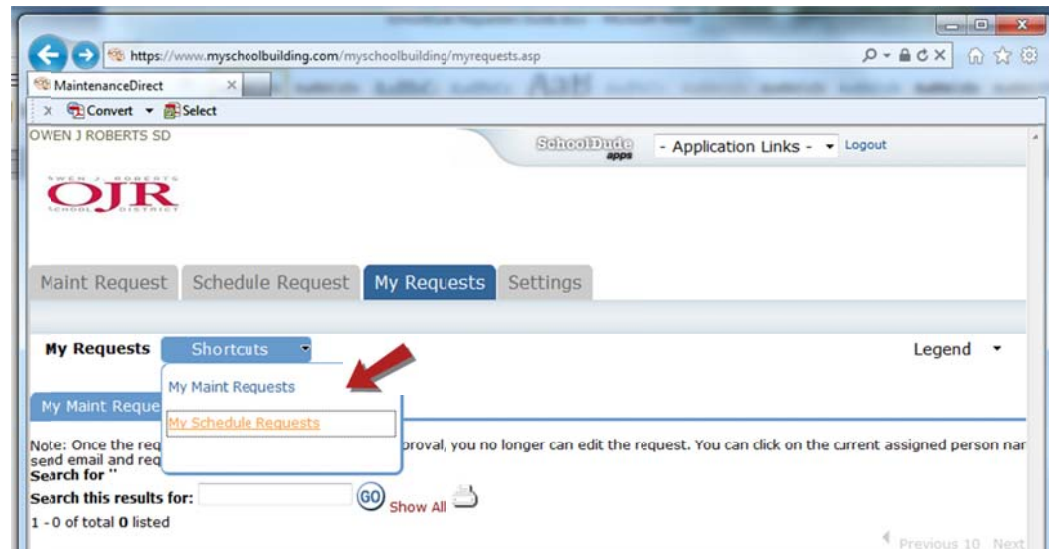 https://www.myschoolbuilding.com/myschoolbuilding/myrequests.asp
MaintenanceDirect
X Convert Select
OWEN J ROBERTS SD
SchoolDude apps - Application Links - Logout
OWEN J. ROBERTS
OJR
SCHOOL DISTRICT
Maint Request Schedule Request My Requests Settings
My Requests Shortcuts Legend
My Maint Requests
My Maint Reque
My Schedule Requests
Note: Once the req proval, you no longer can edit the request. You can click on the current assigned person nar
send email and req
Search for ''
Search this results for: GO Show All
1 - 0 of total 0 listed
Previous 10 Next